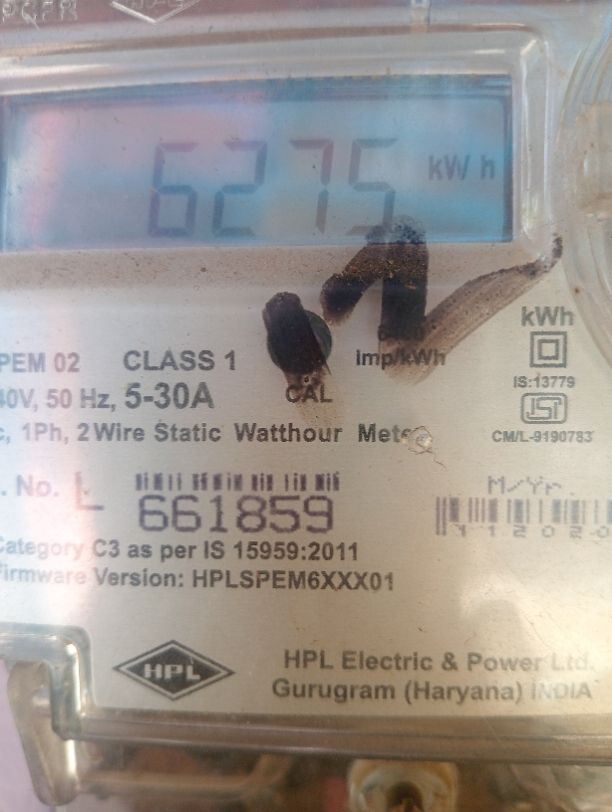 6275 kWh
kWh
imp/kWh
PEM 02 CLASS 1
IS:13779
40V, 50 Hz, 5-30A CAL
ISI
, 1Ph, 2 Wire Static Watthour
CM/L-9190783
. No. L 661859
M/Yr.
112020
Category C3 as per IS 15959:2011
Firmware Version: HPLSPEM6XXX01
HPL
HPL Electric & Power Ltd.
Gurugram (Haryana) INDIA